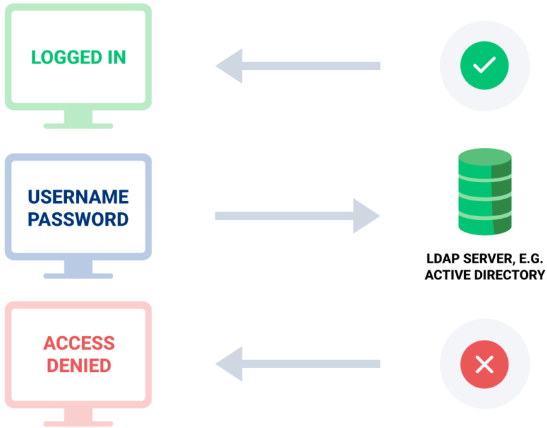 LOGGED IN
USERNAME
PASSWORD
LDAP SERVER, E.G.
ACTIVE DIRECTORY
ACCESS
DENIED